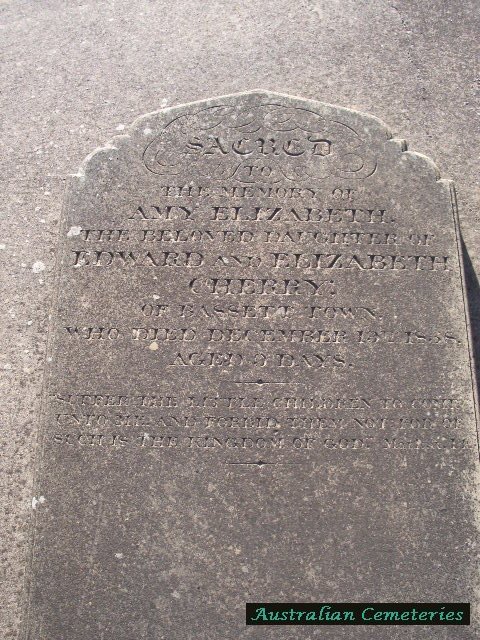 SACRED
TO
THE MEMORY OF
AMY ELIZABETH.
THE BELOVED DAUGHTER OF
EDWARD AND ELIZABETH
CHERRY.
OF BASSETT TOWN.
WHO DIED DECEMBER 1858.
AGED 9 DAYS.
SUFFER THE LITTLE CHILDREN TO COME
UNTO ME AND FORBID THEM NOT FOR OF
SUCH IS THE KINGDOM OF GOD"
Australian Cemeteries